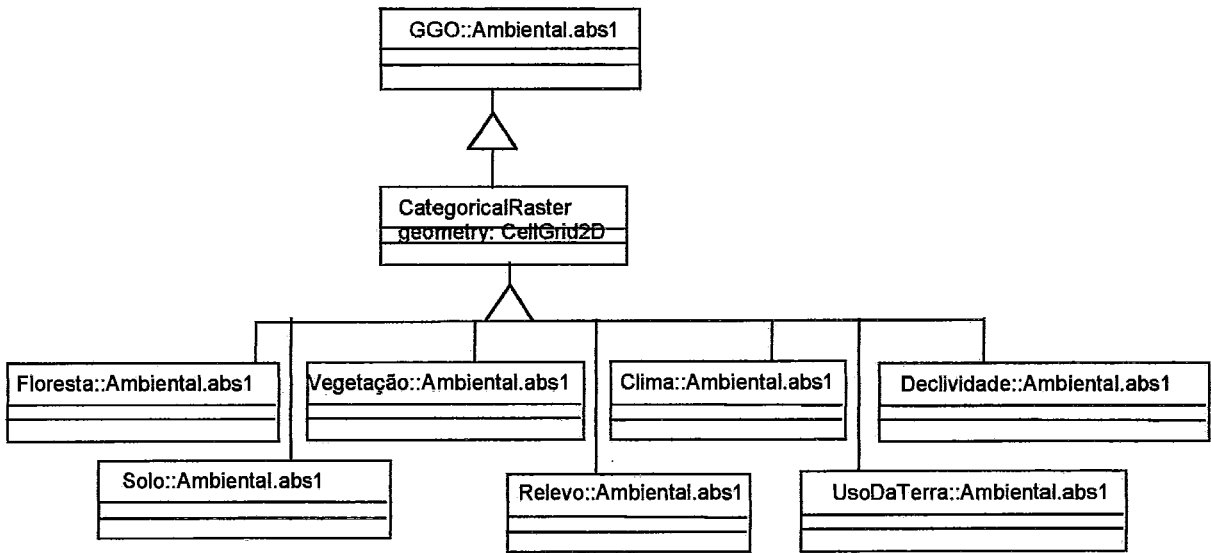 GGO::Ambiental.abs1
CategoricalRaster
geometry: CellGrid2D
Floresta::Ambiental.abs1
Vegetação::Ambiental.abs1
Clima::Ambiental.abs1
Declividade::Ambiental.abs1
Solo::Ambiental.abs1
Relevo::Ambiental.abs1
UsoDaTerra::Ambiental.abs1